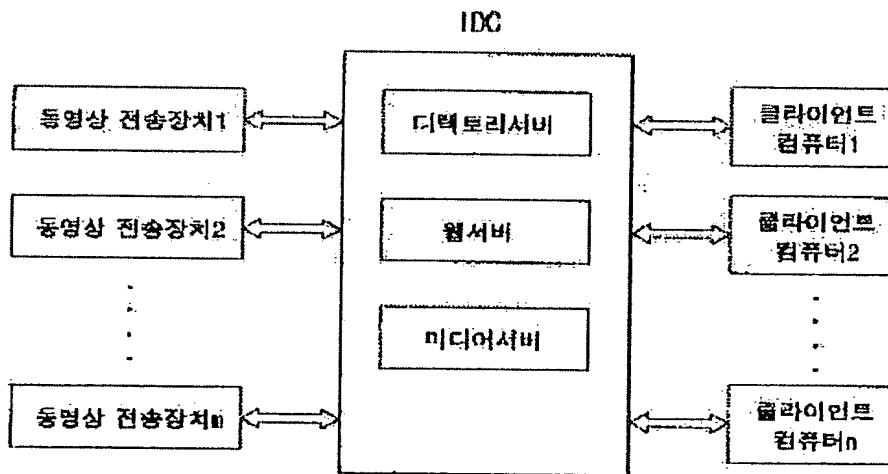 IDC
동영상 전송장치1
디렉토리서버
클라이언트
컴퓨터1
동영상 전송장치2
웹서버
클라이언트
컴퓨터2
미디어서버
동영상 전송장치m
클라이언트
컴퓨터n